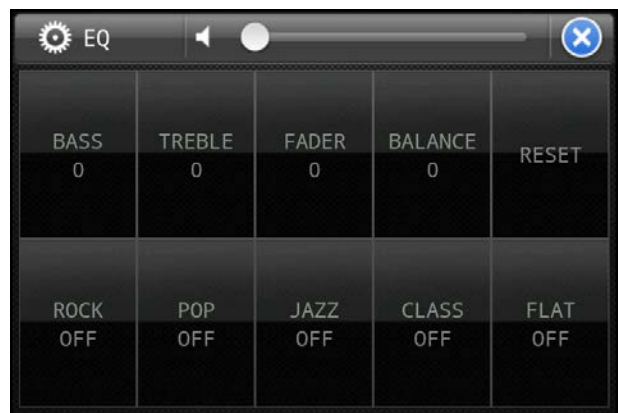 EQ
BASS TREBLE FADER BALANCE RESET
0 0 0 0
ROCK POP JAZZ CLASS FLAT
OFF OFF OFF OFF OFF